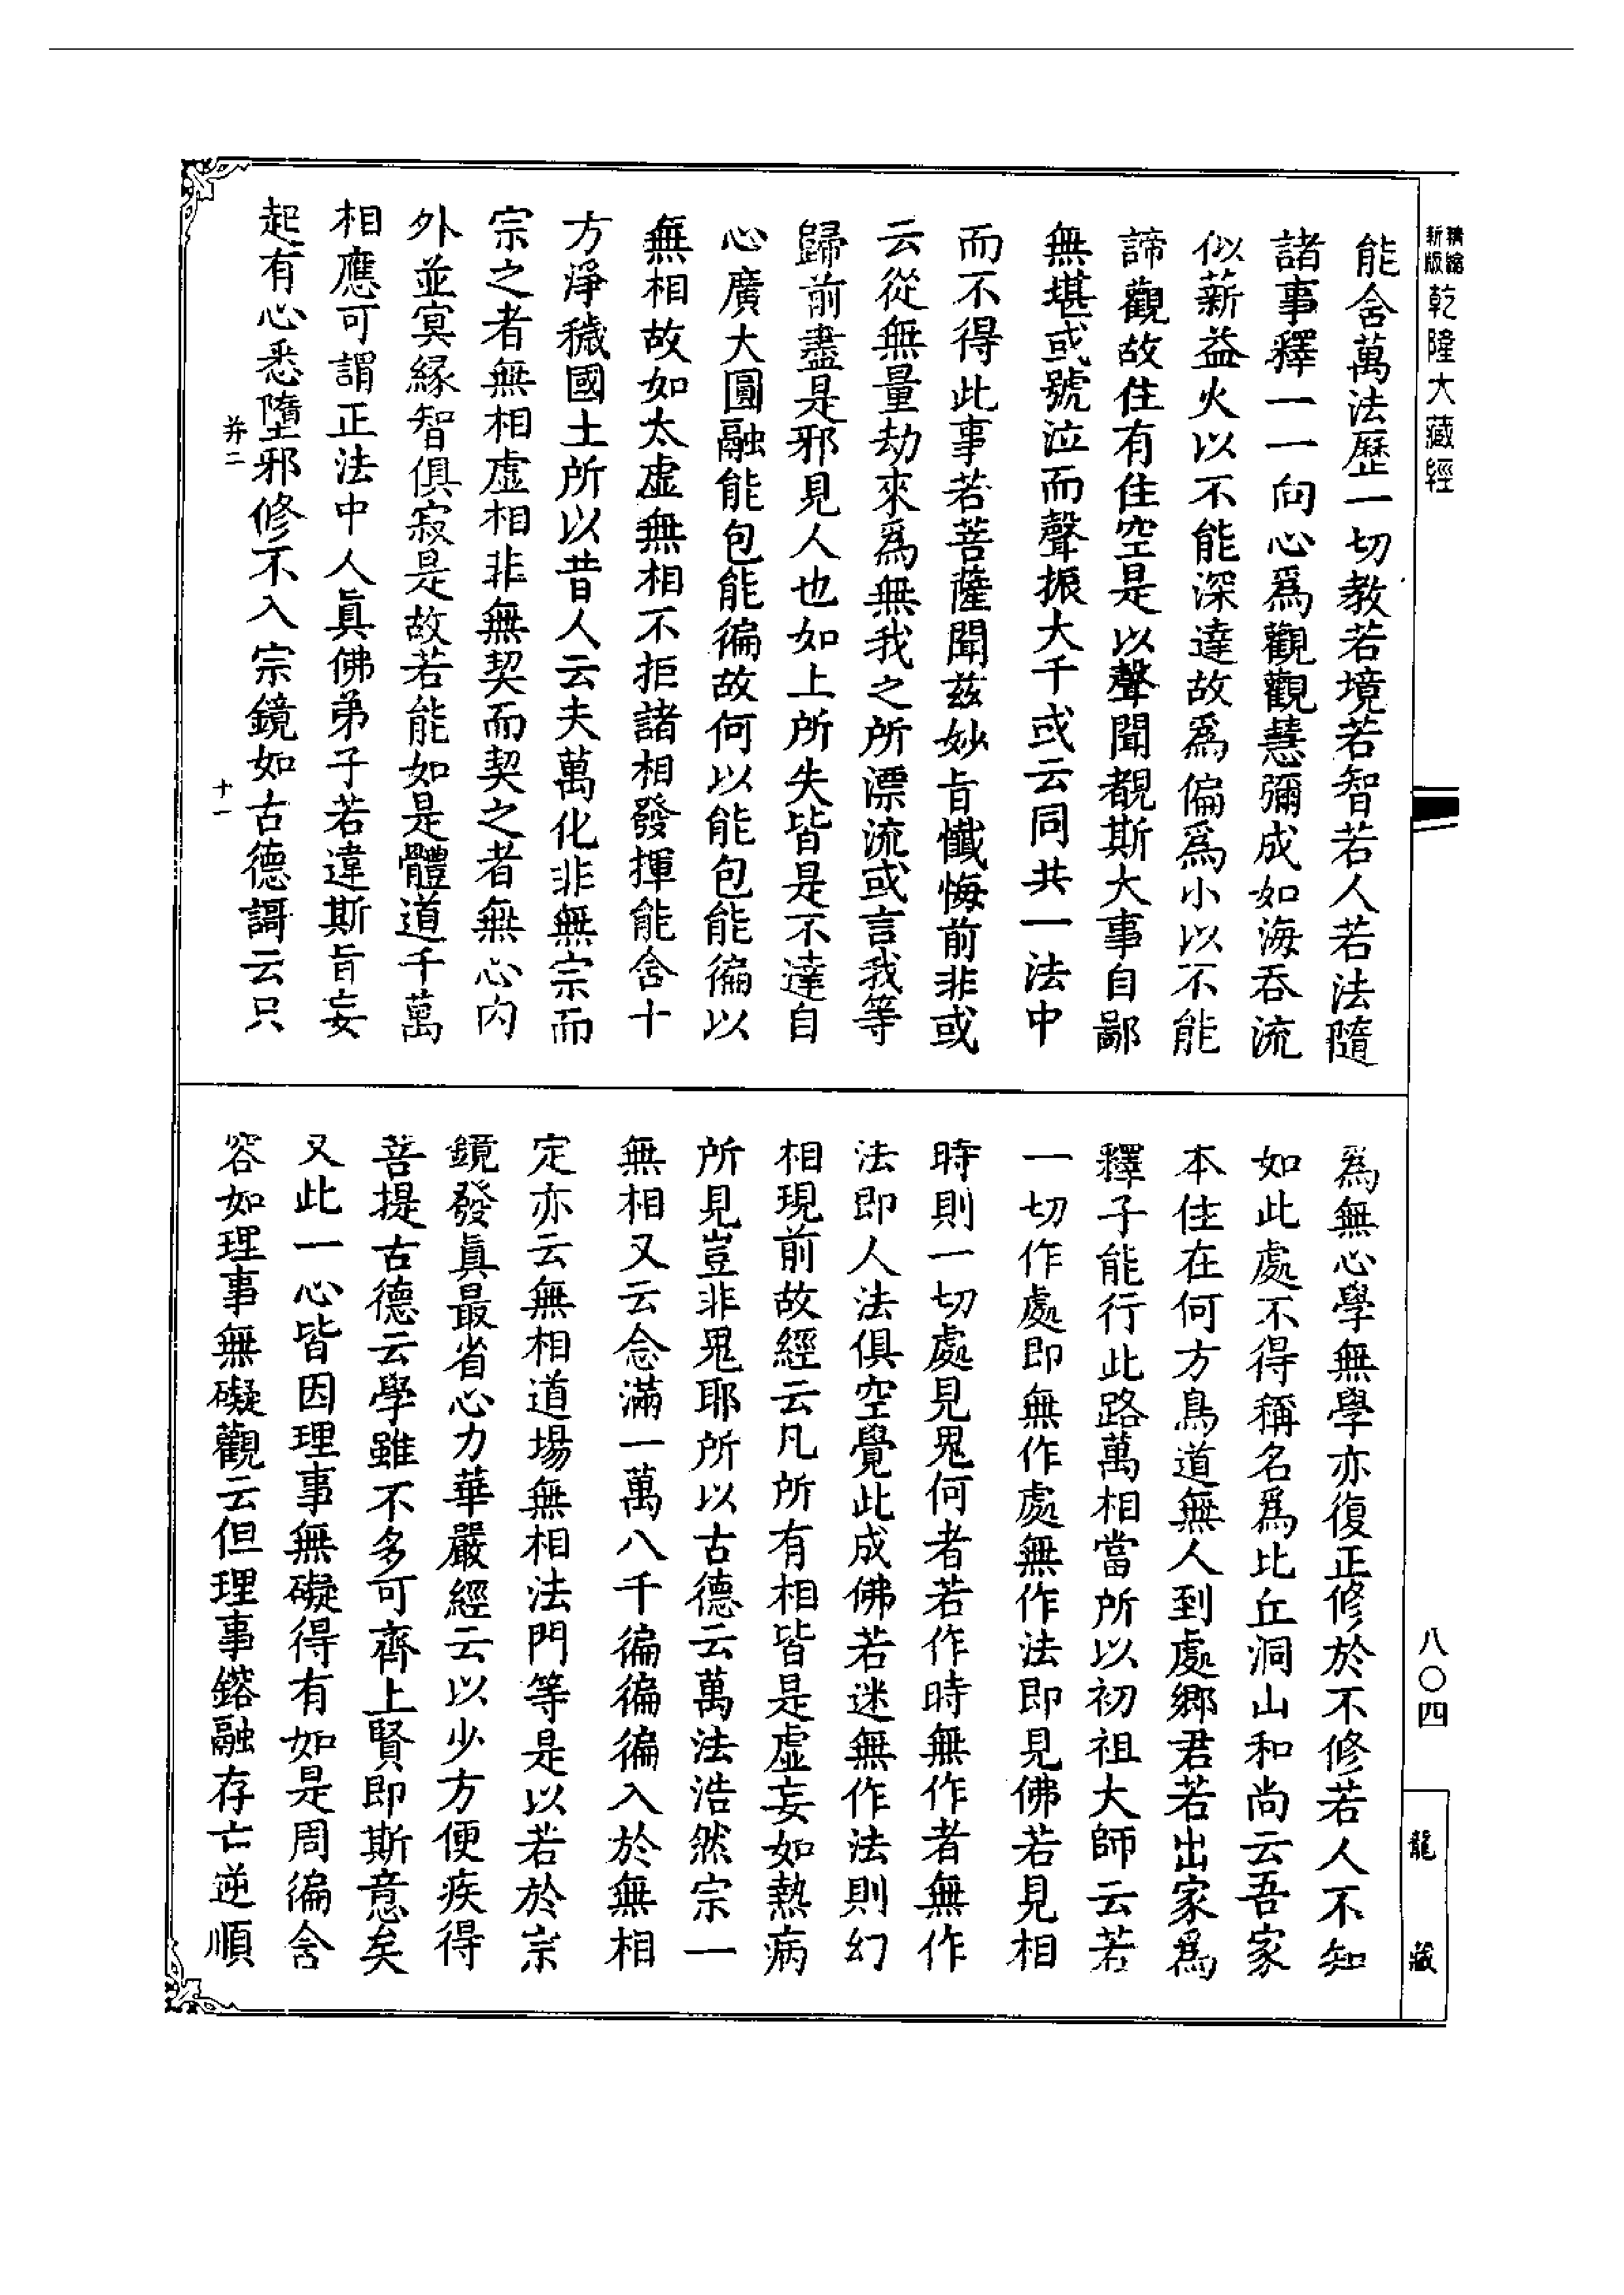 精縮
新版
乾隆大藏經
能含萬法歷一切教若境若智若人若法隨
諸事釋一一向心爲觀觀慧彌成如海吞流
似薪益火以不能深達故爲偏爲小以不能
諦觀故住有住空是以聲聞覩斯大事自鄙
無堪或號泣而聲振大千或云同共一法中
而不得此事若菩薩聞兹妙旨懺悔前非或
云從無量劫來爲無我之所漂流或言我等
歸前盡是邪見人也如上所失皆是不達自
心廣大圓融能包能徧故何以能包能徧以
無相故如太虛無相不拒諸相發揮能含十
方淨穢國土所以昔人云夫萬化非無宗而
宗之者無相虛相非無契而契之者無心内
外並冥緣智俱寂是故若能如是體道千萬
相應可謂正法中人眞佛弟子若違斯旨妄
起有心悉墮邪修不入宗鏡如古德謌云只
并二
十一
爲無心學無學亦復正修於不修若人不知
如此處不得稱名爲比丘洞山和尚云吾家
本住在何方鳥道無人到處鄉君若出家爲
釋子能行此路萬相當所以初祖大師云若
一切作處即無作處無作法即見佛若見相
時則一切處見鬼何者若作時無作者無作
法即人法俱空覺此成佛若迷無作法則幻
相現前故經云凡所有相皆是虛妄如熱病
所見豈非鬼耶所以古德云萬法浩然宗一
無相又云念滿一萬八千徧徧徧入於無相
定亦云無相道場無相法門等是以若於宗
鏡發眞最省心力華嚴經云以少方便疾得
菩提古德云學雖不多可齊上賢即斯意矣
又此一心皆因理事無礙得有如是周徧含
容如理事無礙觀云但理事鎔融存亡逆順
八〇四
龍藏